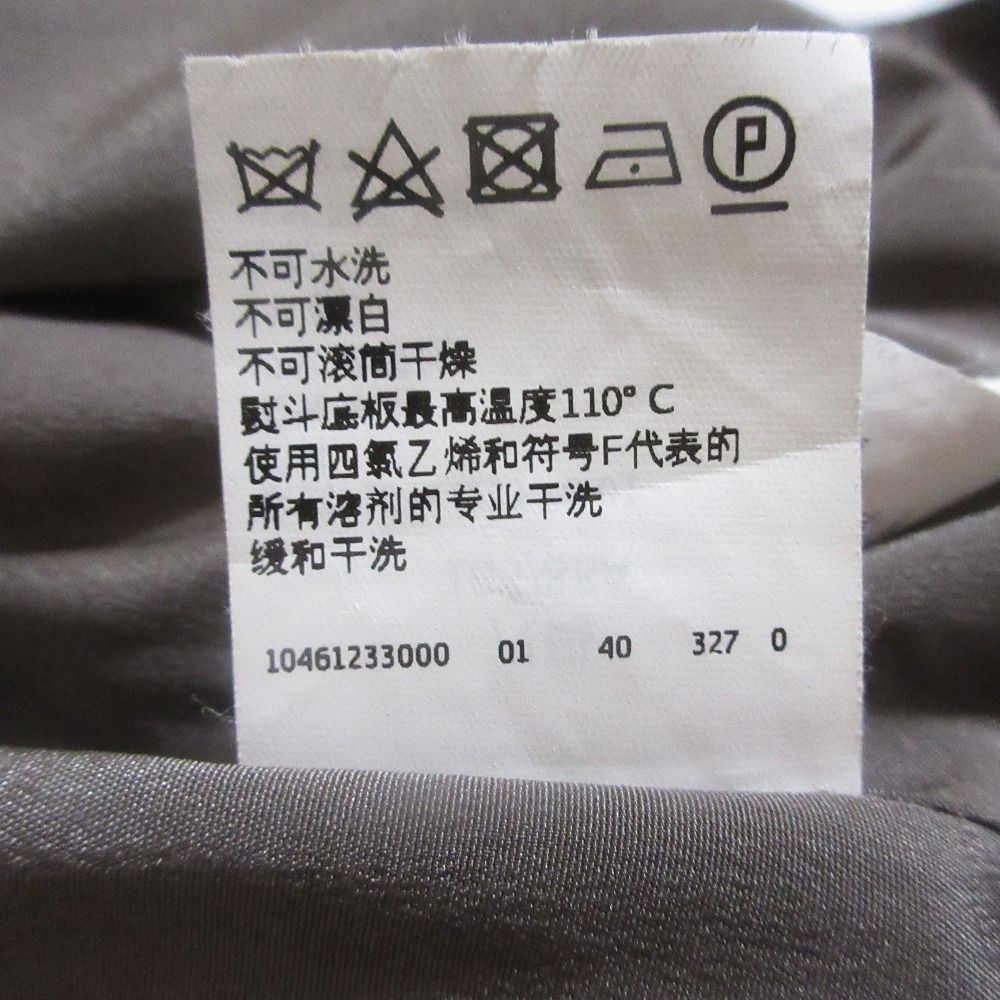 P
不可水洗
不可漂白
不可滚筒干燥
熨斗底板最高温度110° C
使用四氯乙烯和符号F代表的
所有溶剂的专业干洗
缓和干洗
10461233000 01 40 327 0